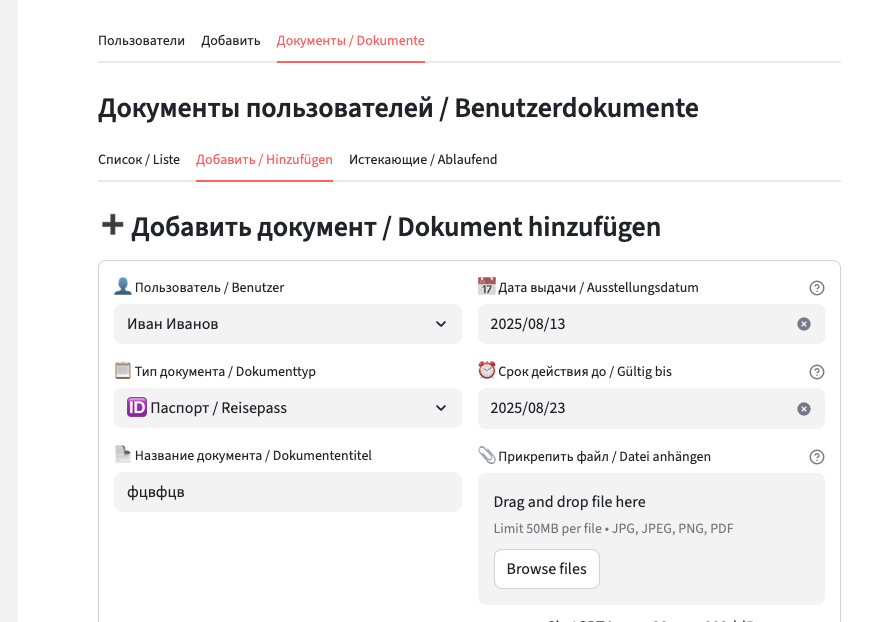 Пользователи Добавить Документы / Dokumente
Документы пользователей / Benutzerdokumente
Список / Liste Добавить / Hinzufügen Истекающие / Ablaufend
➕ Добавить документ / Dokument hinzufügen
👤 Пользователь / Benutzer
Иван Иванов
📋 Тип документа / Dokumenttyp
🆔 Паспорт / Reisepass
📄 Название документа / Dokumententitel
фцвфцв
📅 Дата выдачи / Ausstellungsdatum
2025/08/13
⏰ Срок действия до / Gültig bis
2025/08/23
📎 Прикрепить файл / Datei anhängen
Drag and drop file here
Limit 50MB per file • JPG, JPEG, PNG, PDF
Browse files